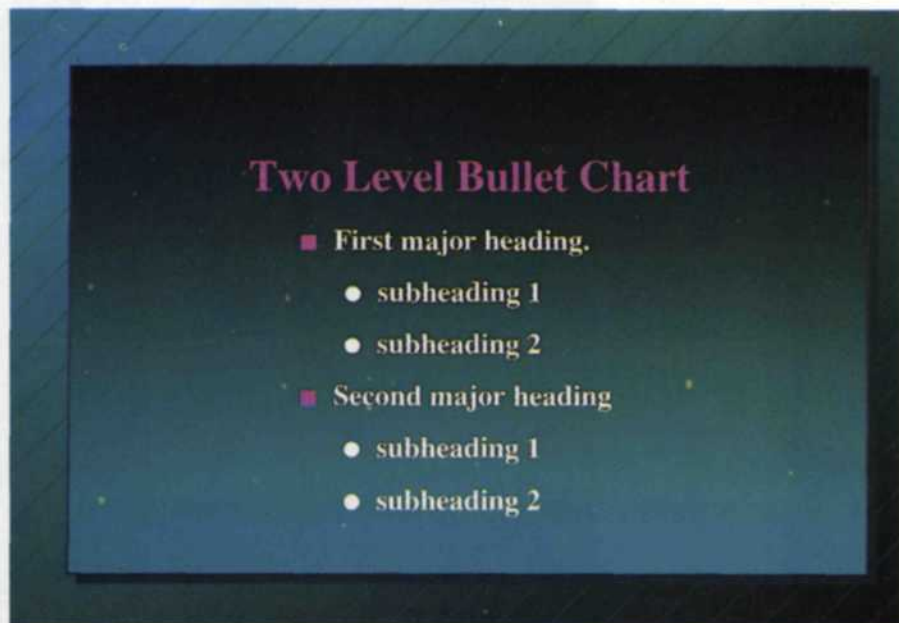 Two Level Bullet Chart
First major heading.
subheading 1
subheading 2
Second major heading
subheading 1
subheading 2